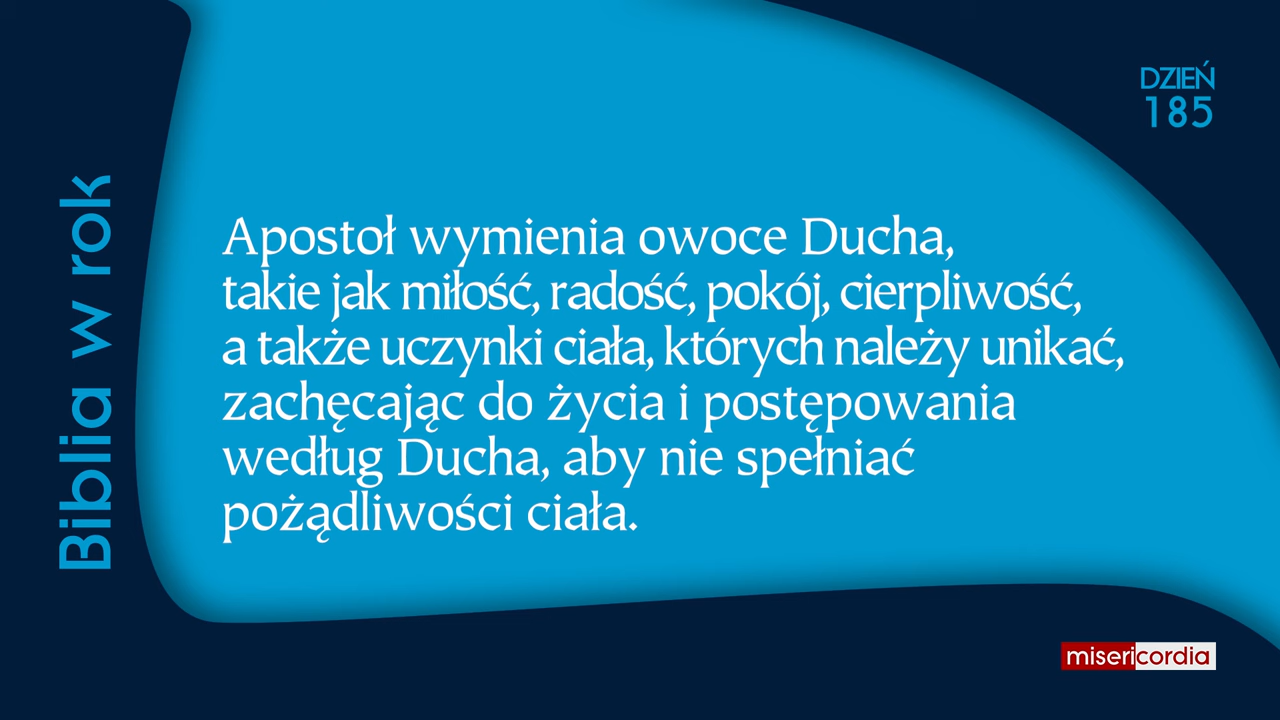 DZIEŃ
185
Biblia w rok
Apostoł wymienia owoce Ducha,
takie jak miłość, radość, pokój, cierpliwość,
a także uczynki ciała, których należy unikać,
zachęcając do życia i postępowania
według Ducha, aby nie spełniać
pożądliwości ciała.
misericordia